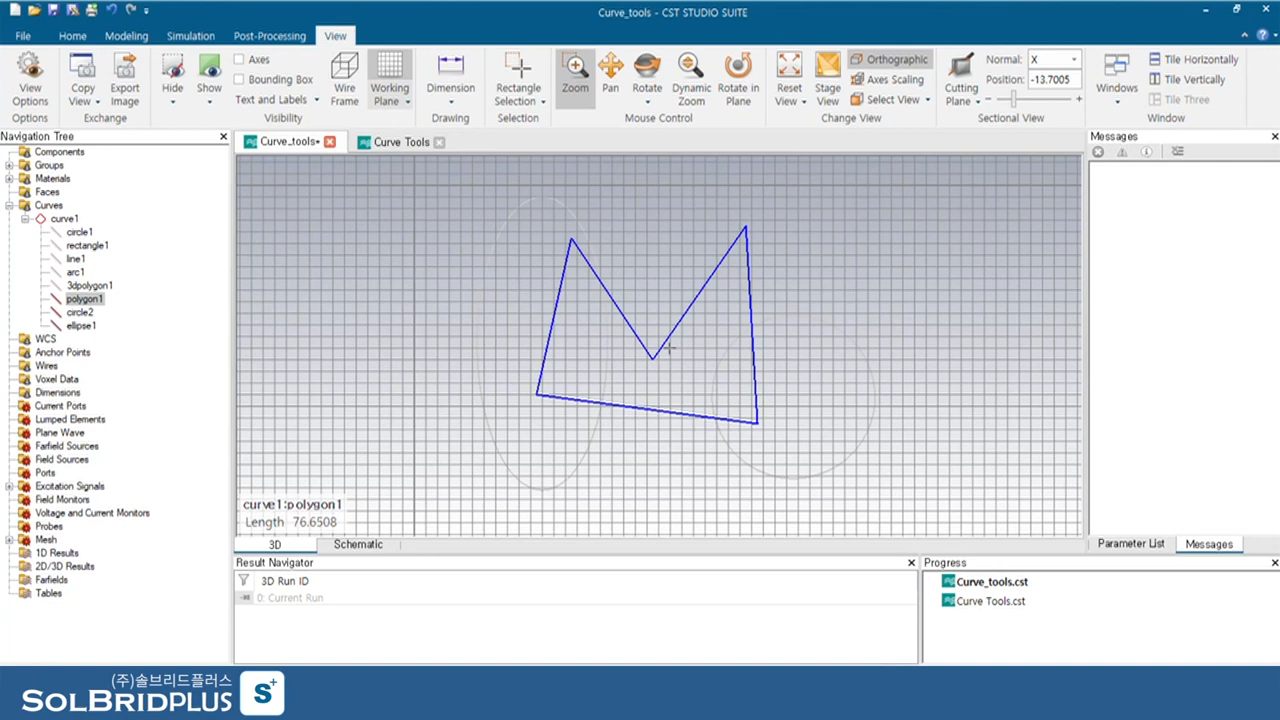 Curve_tools - CST STUDIO SUITE
File
Home
Modeling
Simulation
Post-Processing
View
View
Options
Copy
View
Export
Image
Hide
Show
Axes
Bounding Box
Text and Labels
Wire
Frame
Working
Plane
Dimension
Rectangle
Selection
Zoom
Pan
Rotate
Dynamic
Zoom
Rotate in
Plane
Reset
View
Stage
View
Orthographic
Axes Scaling
Select View
Cutting
Plane
Normal: X
Position: -13.7005
Windows
Tile Horizontally
Tile Vertically
Tile Three
Options
Exchange
Visibility
Drawing
Selection
Mouse Control
Change View
Sectional View
Window
Navigation Tree
Components
Groups
Materials
Faces
Curves
curve1
circle1
rectangle1
line1
arc1
3dpolygon1
polygon1
circle2
ellipse1
WCS
Anchor Points
Wires
Voxel Data
Dimensions
Current Ports
Lumped Elements
Plane Wave
Farfield Sources
Field Sources
Ports
Excitation Signals
Field Monitors
Voltage and Current Monitors
Probes
Mesh
1D Results
2D/3D Results
Farfields
Tables
Curve_tools*
Curve Tools
curve1:polygon1
Length 76.6508
3D
Schematic
Messages
Parameter List
Messages
Result Navigator
3D Run ID
0: Current Run
Progress
Curve_tools.cst
Curve Tools.cst
(주)솔브리드플러스
SOLBRIDPLUS
S+